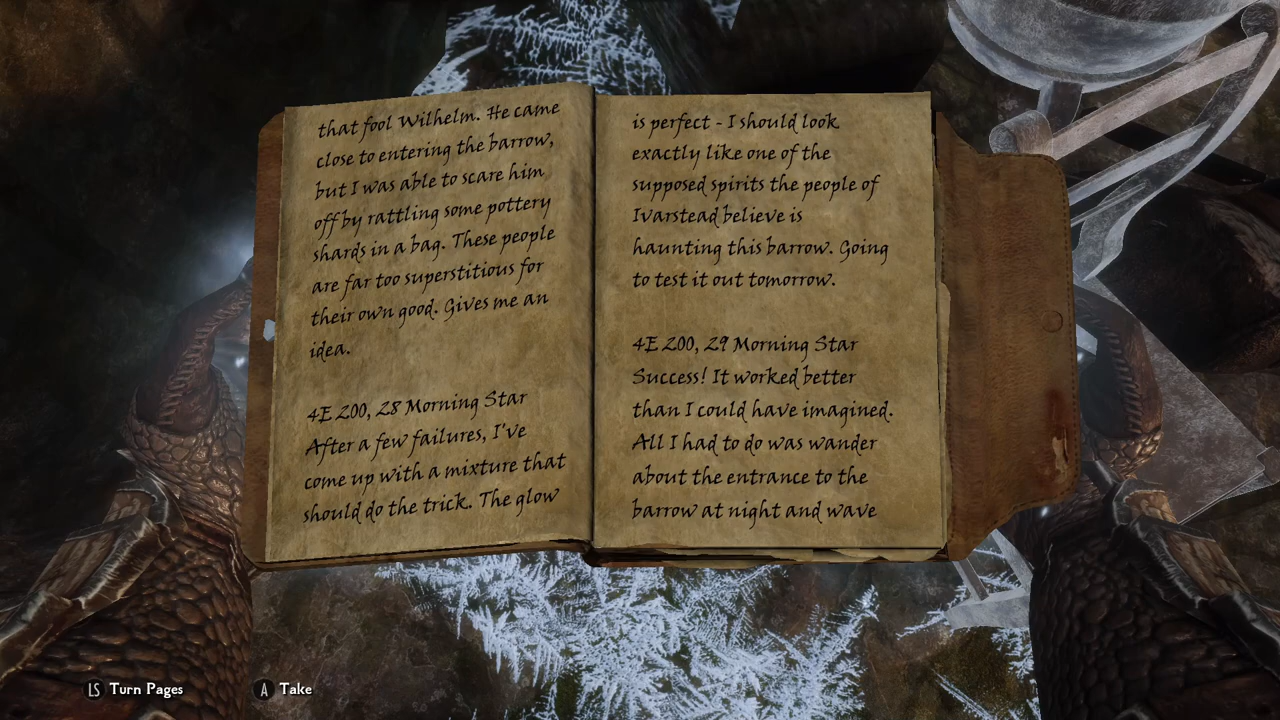 that fool Wilhelm. He came
close to entering the barrow,
but I was able to scare him
off by rattling some pottery
shards in a bag. These people
are far too superstitious for
their own good. Gives me an
idea.
4E 200, 28 Morning Star
After a few failures, I've
come up with a mixture that
should do the trick. The glow
is perfect - I should look
exactly like one of the
supposed spirits the people of
Ivarstead believe is
haunting this barrow. Going
to test it out tomorrow.
4E 200, 29 Morning Star
Success! It worked better
than I could have imagined.
All I had to do was wander
about the entrance to the
barrow at night and wave
LS Turn Pages
A Take